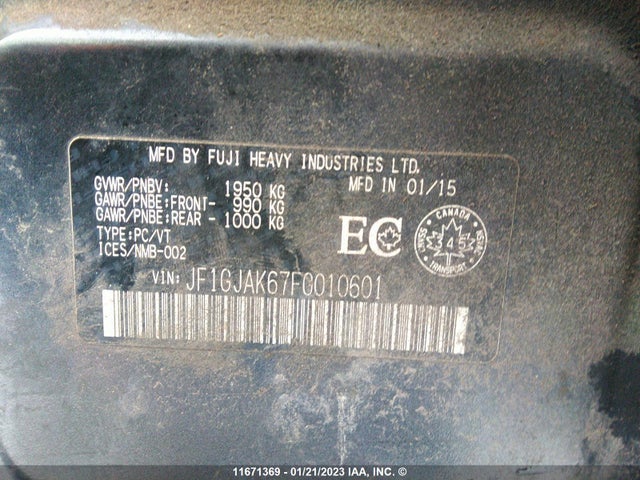 MFD BY FUJI HEAVY INDUSTRIES LTD.
GVWR/PNBV: 1950 KG MFD IN 01/15
GAWR/PNBE:FRONT- 990 KG
GAWR/PNBE:REAR - 1000 KG
TYPE:PC/VT
ICES/NMB-002
EC
CANADA
345
TRANSPORT
VIN: JF1GJAK67FG010601
11671369 - 01/21/2023 IAA, INC. ©